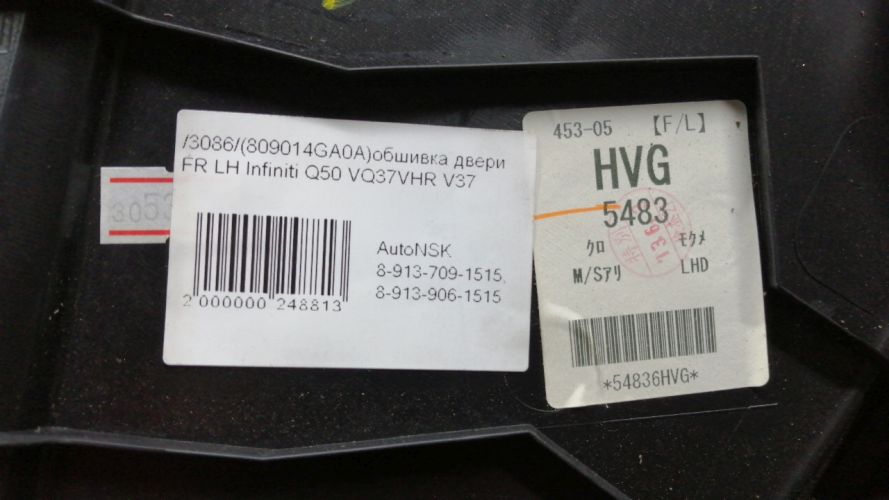 /3086/(809014GA0A)обшивка двери
FR LH Infiniti Q50 VQ37VHR V37
AutoNSK
8-913-709-1515,
8-913-906-1515
2 000000 248813
3053
453-05 【F/L】
HVG
5483
クロ モクメ
M/Sアリ LHD
*54836HVG*